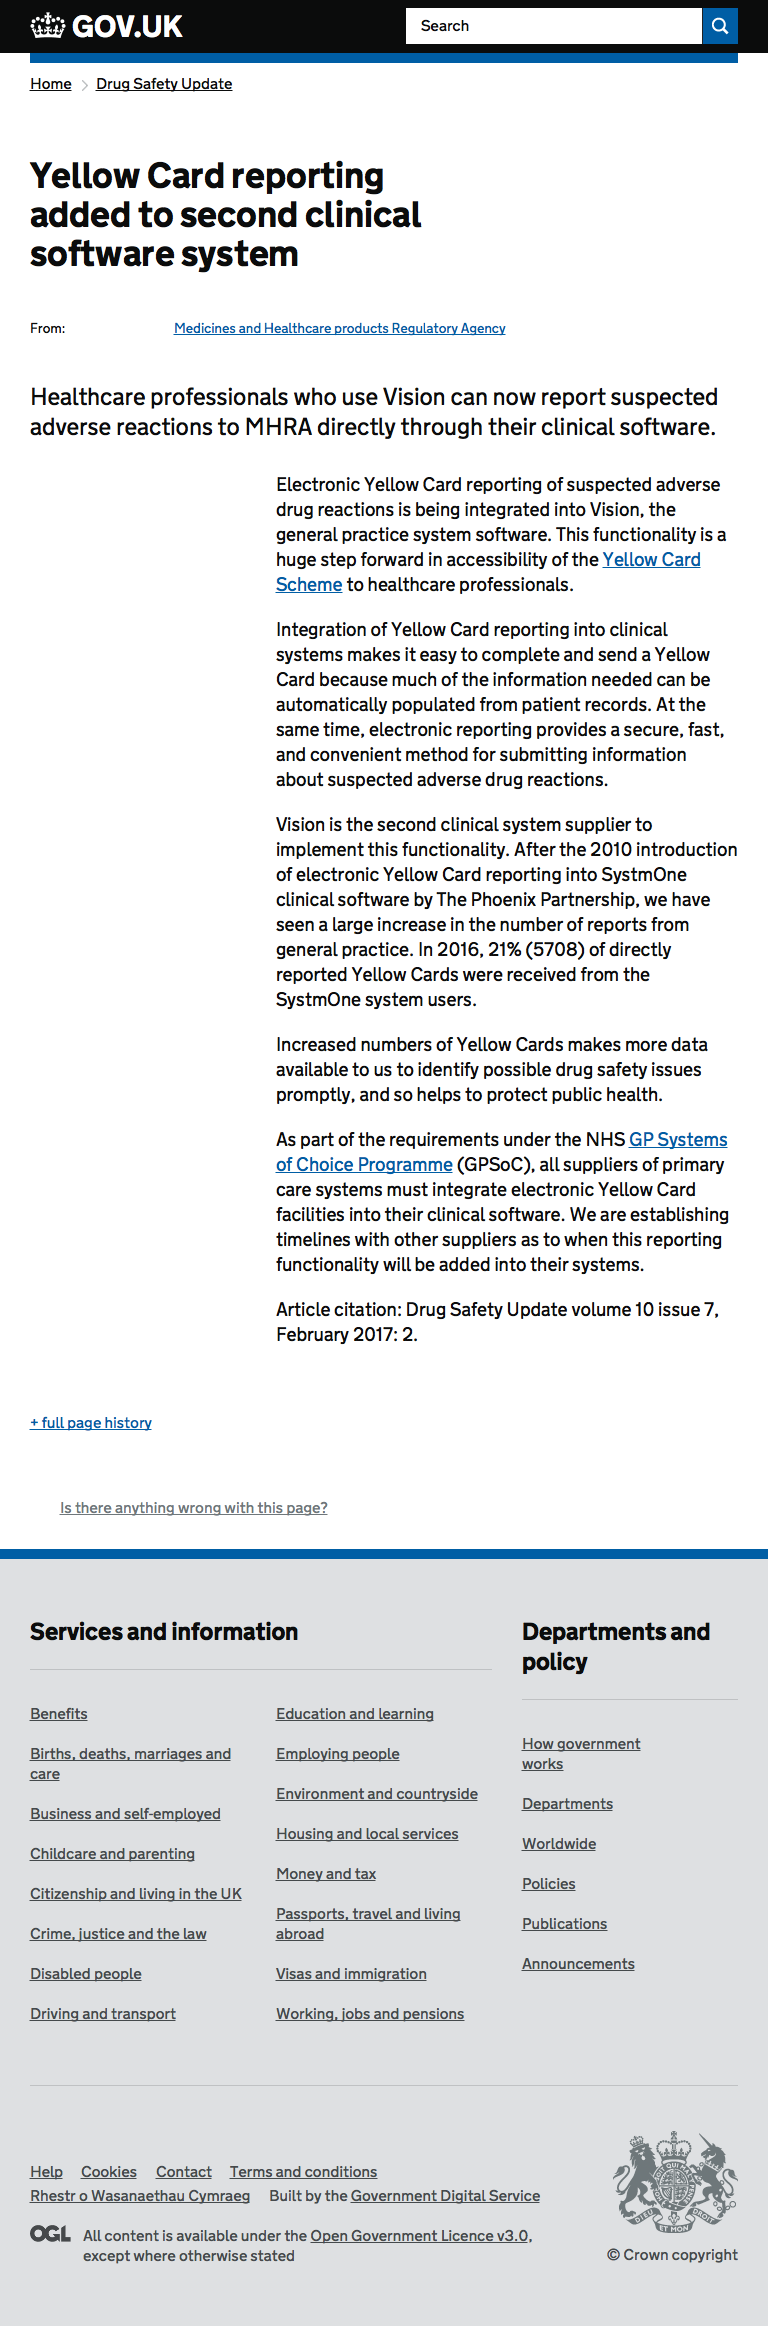 GOV.UK
Search
Home
Drug Safety Update
Yellow Card reporting
added to second clinical
software system
From:
Medicines and Healthcare products Regulatory Agency
Healthcare professionals who use Vision can now report suspected
adverse reactions to MHRA directly through their clinical software.
Electronic Yellow Card reporting of suspected adverse
drug reactions is being integrated into Vision, the
general practice system software. This functionality is a
huge step forward in accessibility of the Yellow Card
Scheme to healthcare professionals.
Integration of Yellow Card reporting into clinical
systems makes it easy to complete and send a Yellow
Card because much of the information needed can be
automatically populated from patient records. At the
same time, electronic reporting provides a secure, fast,
and convenient method for submitting information
about suspected adverse drug reactions.
Vision is the second clinical system supplier to
implement this functionality. After the 2010 introduction
of electronic Yellow Card reporting into SystmOne
clinical software by The Phoenix Partnership, we have
seen a large increase in the number of reports from
general practice. In 2016, 21% (5708) of directly
reported Yellow Cards were received from the
SystmOne system users.
Increased numbers of Yellow Cards makes more data
available to us to identify possible drug safety issues
promptly, and so helps to protect public health.
As part of the requirements under the NHS GP Systems
of Choice Programme (GPSoC), all suppliers of primary
care systems must integrate electronic Yellow Card
facilities into their clinical software. We are establishing
timelines with other suppliers as to when this reporting
functionality will be added into their systems.
Article citation: Drug Safety Update volume 10 issue 7,
February 2017: 2.
+ full page history
Is there anything wrong with this page?
Services and information
Benefits
Births, deaths, marriages and
care
Business and self-employed
Childcare and parenting
Citizenship and living in the UK
Crime, justice and the law
Disabled people
Driving and transport
Education and learning
Employing people
Environment and countryside
Housing and local services
Money and tax
Passports, travel and living
abroad
Visas and immigration
Working, jobs and pensions
Departments and
policy
How government
works
Departments
Worldwide
Policies
Publications
Announcements
Help
Cookies
Contact
Terms and conditions
Rhestr o Wasanaethau Cymraeg
Built by the Government Digital Service
OGL
All content is available under the Open Government Licence v3.0,
except where otherwise stated
DIEU ET MON DROIT
© Crown copyright